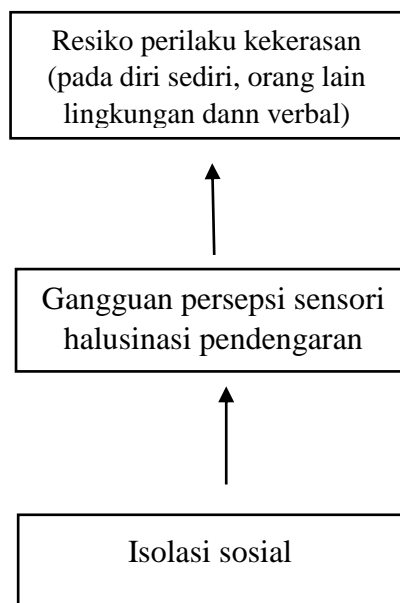 Resiko perilaku kekerasan
(pada diri sediri, orang lain
lingkungan dann verbal)
Gangguan persepsi sensori
halusinasi pendengaran
Isolasi sosial